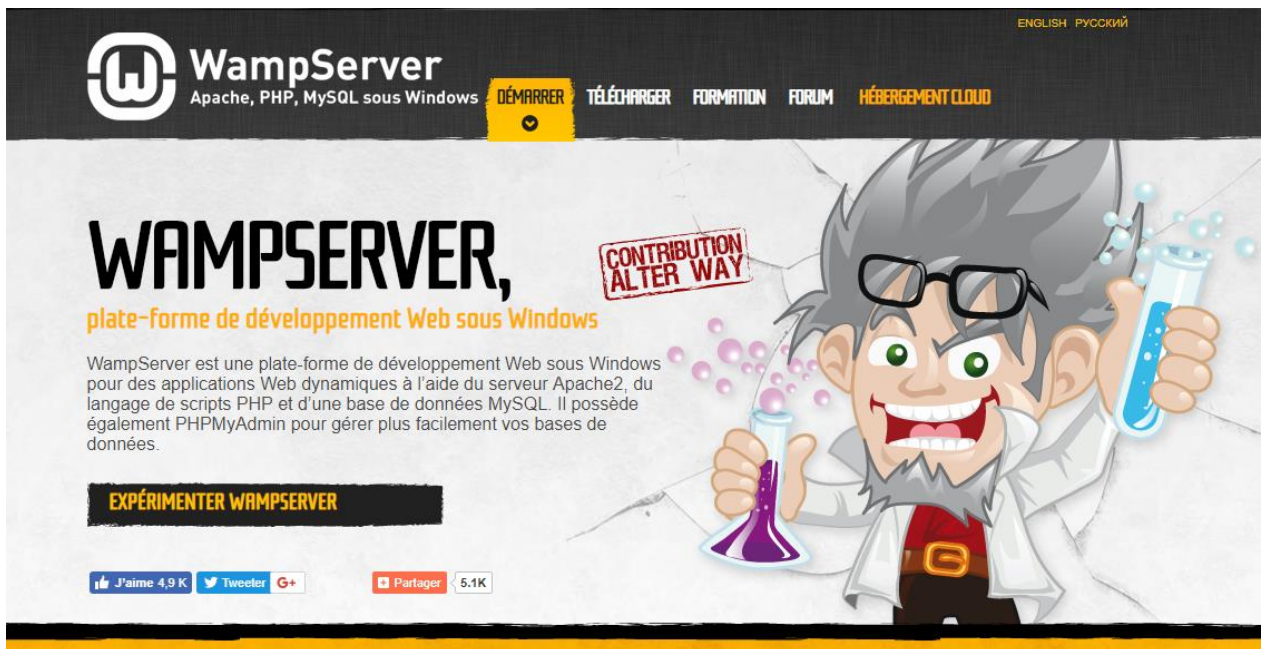 ENGLISH РУССКИЙ
WampServer
Apache, PHP, MySQL sous Windows
DÉMARRER TÉLÉCHARGER FORMATION FORUM HÉBERGEMENT CLOUD
WAMPSERVER,
CONTRIBUTION
ALTER WAY
plate-forme de développement Web sous Windows
WampServer est une plate-forme de développement Web sous Windows
pour des applications Web dynamiques à l'aide du serveur Apache2, du
langage de scripts PHP et d'une base de données MySQL. Il possède
également PHPMyAdmin pour gérer plus facilement vos bases de
données.
EXPÉRIMENTER WAMPSERVER
J'aime 4,9 K Tweeter G+ Partager 5.1K